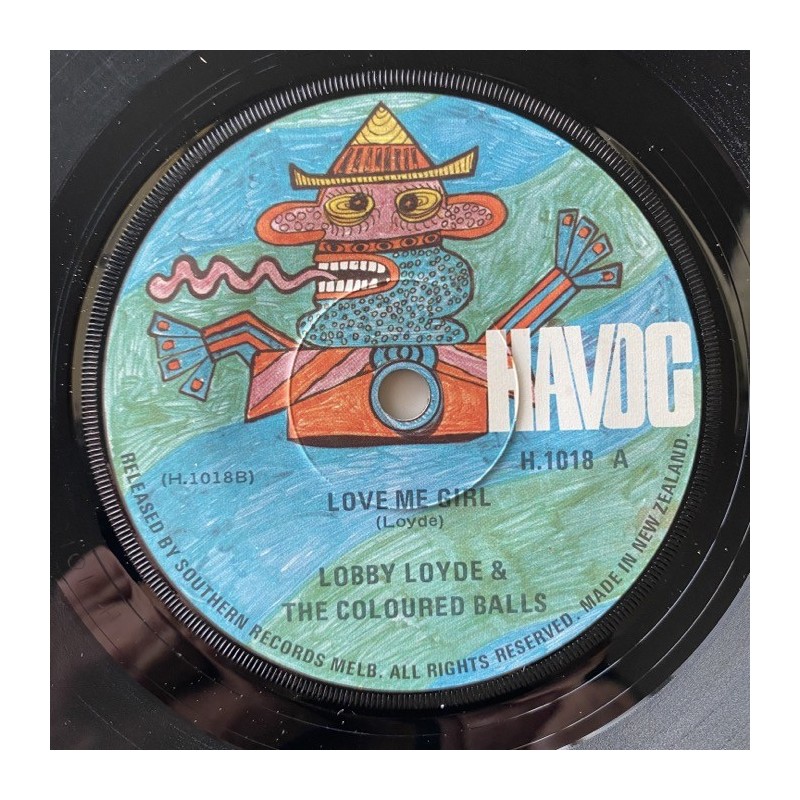 HAVOC
H.1018 A
(H.1018B)
LOVE ME GIRL
(Loyde)
LOBBY LOYDE &
THE COLOURED BALLS
RELEASED BY SOUTHERN RECORDS MELB. ALL RIGHTS RESERVED. MADE IN NEW ZEALAND.